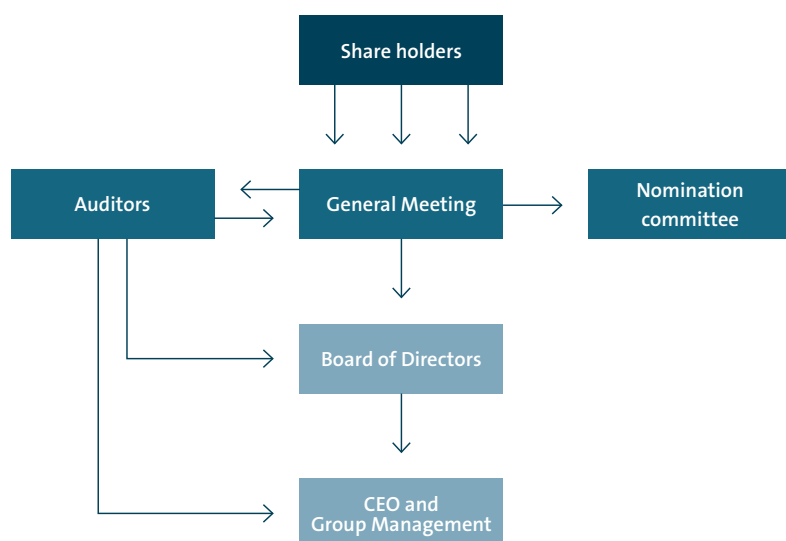 Share holders
Auditors
General Meeting
Nomination
committee
Board of Directors
CEO and
Group Management